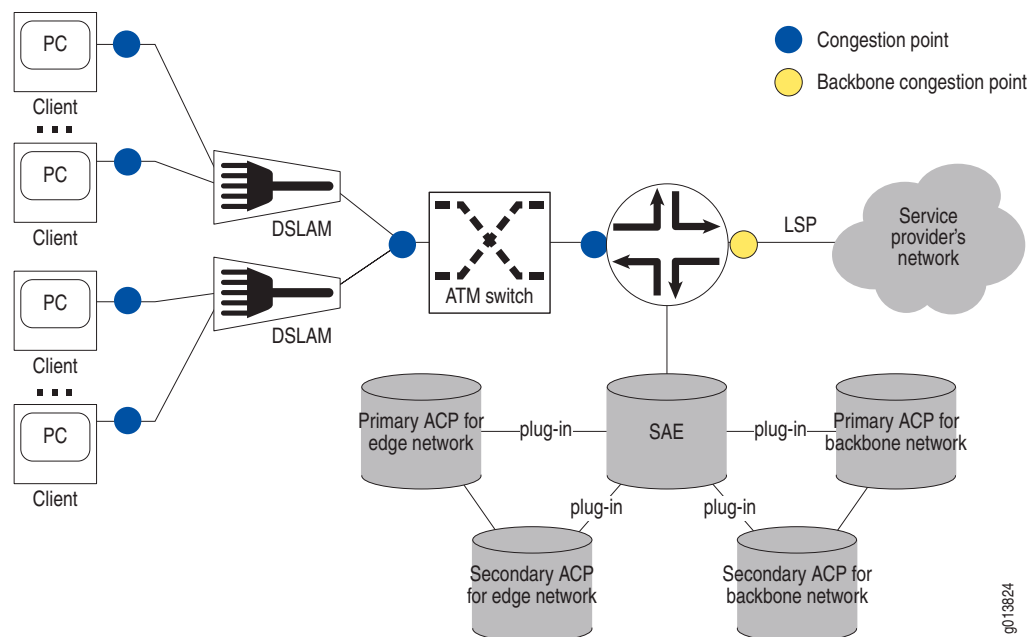 PC
Client
PC
Client
PC
Client
PC
Client
DSLAM
DSLAM
ATM switch
Congestion point
Backbone congestion point
LSP
Service
provider's
network
Primary ACP for
edge network
plug-in
SAE
plug-in
Primary ACP for
backbone network
plug-in
plug-in
Secondary ACP
for edge network
Secondary ACP for
backbone network
g013824